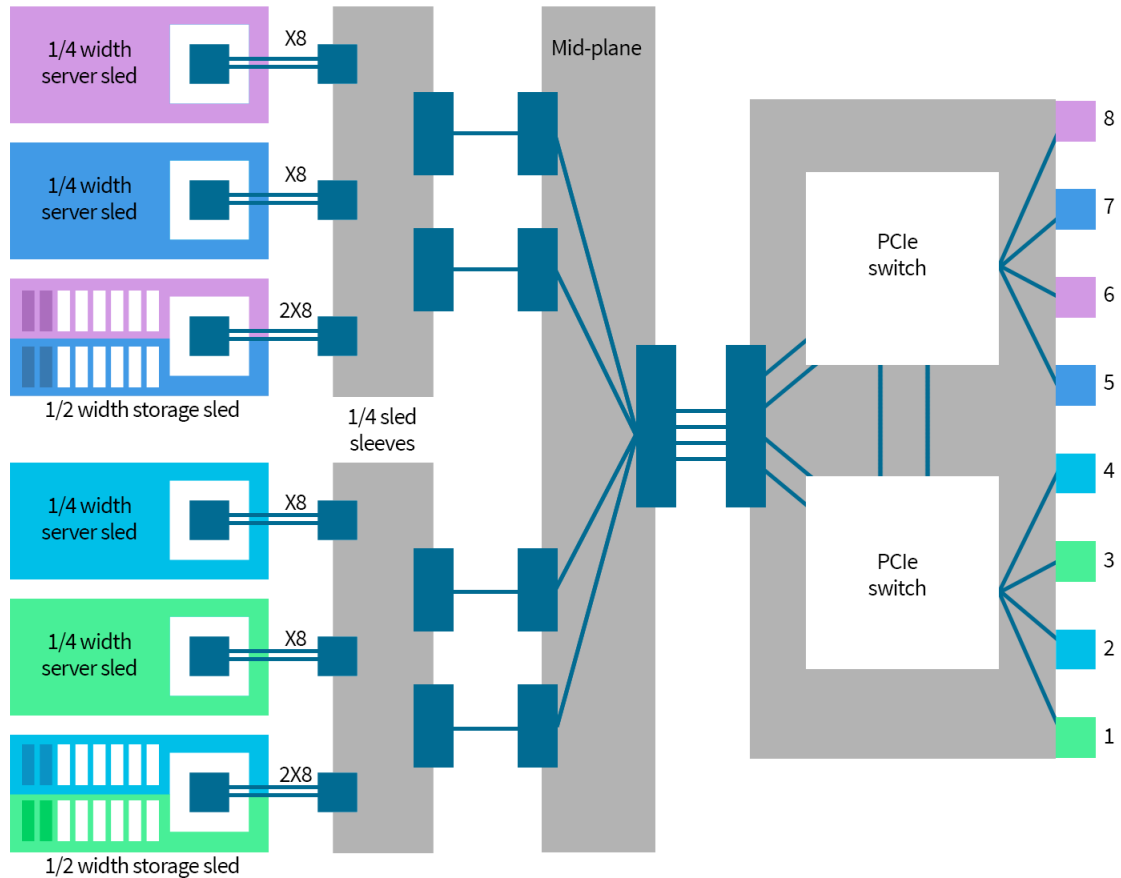 1/4 width
server sled
X8
1/4 width
server sled
X8
2X8
1/2 width storage sled
1/4 sled
sleeves
1/4 width
server sled
X8
1/4 width
server sled
X8
2X8
1/2 width storage sled
Mid-plane
PCIe
switch
PCIe
switch
8
7
6
5
4
3
2
1